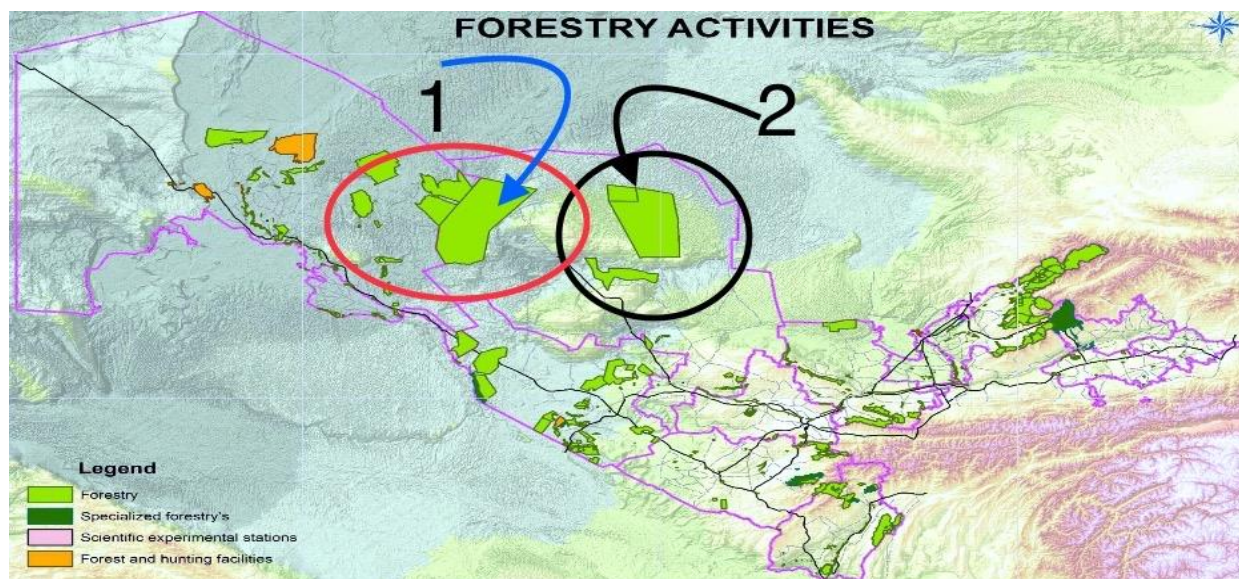 FORESTRY ACTIVITIES
1
2
Legend
Forestry
Specialized forestry's
Scientific experimental stations
Forest and hunting facilities